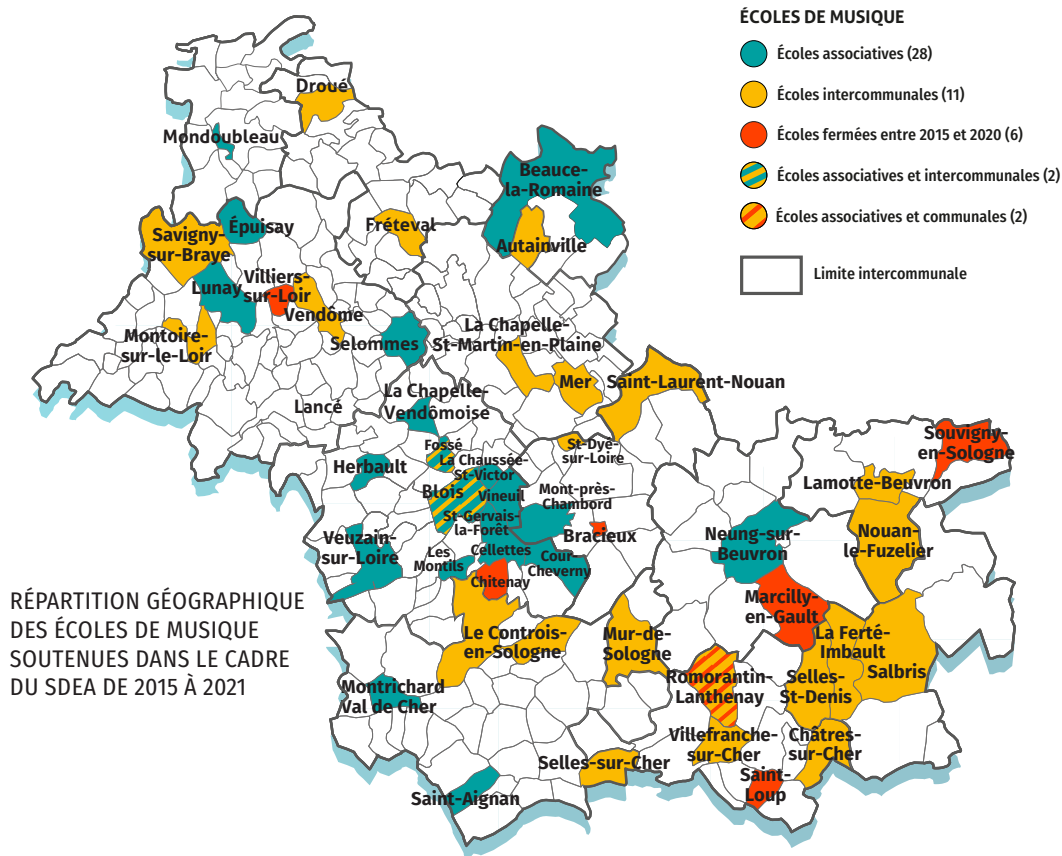 ÉCOLES DE MUSIQUE
Écoles associatives (28)
Écoles intercommunales (11)
Écoles fermées entre 2015 et 2020 (6)
Écoles associatives et intercommunales (2)
Écoles associatives et communales (2)
Limite intercommunale
Droué
Mondoubleau
Beauce-
la-Romaine
Épuisay
Fréteval
Savigny-
sur-Braye
Autainville
Lunay
Villiers-
sur-Loir
Vendôme
Montoire-
sur-le-Loir
Selommes
La Chapelle-
St-Martin-en-Plaine
Mer
Saint-Laurent-Nouan
La Chapelle-
Vendômoise
Lancé
Fossé
La Chaussée-
St-Victor
St-Dyé-
sur-Loire
Souvigny-
en-Sologne
Herbault
Blois
Vineuil
Mont-près-
Chambord
Lamotte-Beuvron
St-Gervais-
la-Forêt
Bracieux
Neung-sur-
Beuvron
Nouan-
le-Fuzelier
Veuzain-
sur-Loire
Les
Montils
Cellettes
Cour-
Cheverny
Chitenay
Marcilly-
en-Gault
RÉPARTITION GÉOGRAPHIQUE
DES ÉCOLES DE MUSIQUE
SOUTENUES DANS LE CADRE
DU SDEA DE 2015 À 2021
Le Controis-
en-Sologne
Mur-de-
Sologne
La Ferté-
Imbault
Salbris
Montrichard
Val de Cher
Romorantin-
Lanthenay
Selles-
St-Denis
Villefranche-
sur-Cher
Châtres-
sur-Cher
Selles-sur-Cher
Saint-
Loup
Saint-Aignan